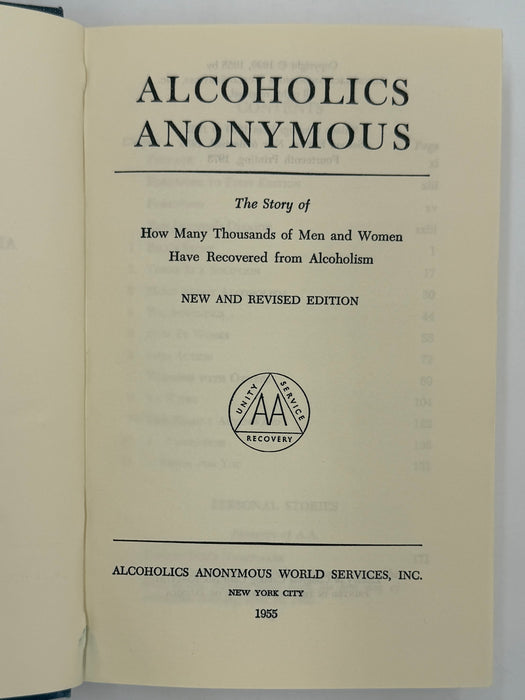 ALCOHOLICS
ANONYMOUS
The Story of
How Many Thousands of Men and Women
Have Recovered from Alcoholism
NEW AND REVISED EDITION
UNITY
SERVICE
AA
RECOVERY
ALCOHOLICS ANONYMOUS WORLD SERVICES, INC.
NEW YORK CITY
1955